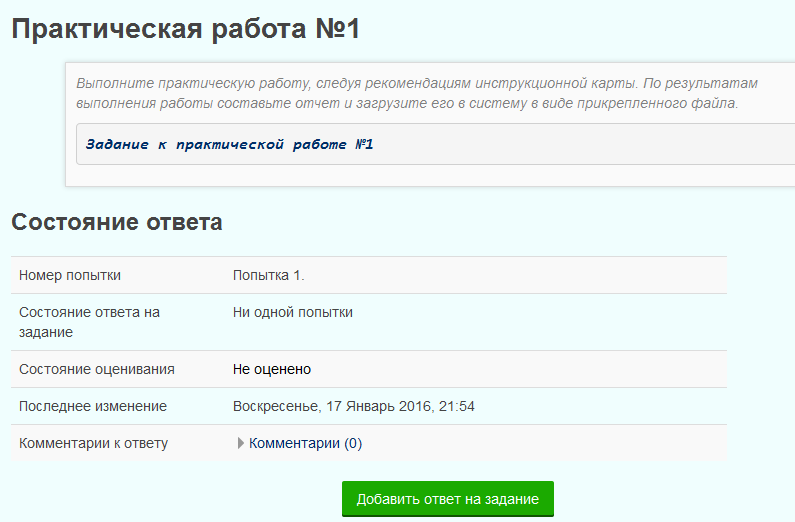 Практическая работа №1
Выполните практическую работу, следуя рекомендациям инструкционной карты. По результатам
выполнения работы составьте отчет и загрузите его в систему в виде прикрепленного файла.
Задание к практической работе №1
Состояние ответа
Номер попытки Попытка 1.
Состояние ответа на Ни одной попытки
задание
Состояние оценивания Не оценено
Последнее изменение Воскресенье, 17 Январь 2016, 21:54
Комментарии к ответу Комментарии (0)
Добавить ответ на задание